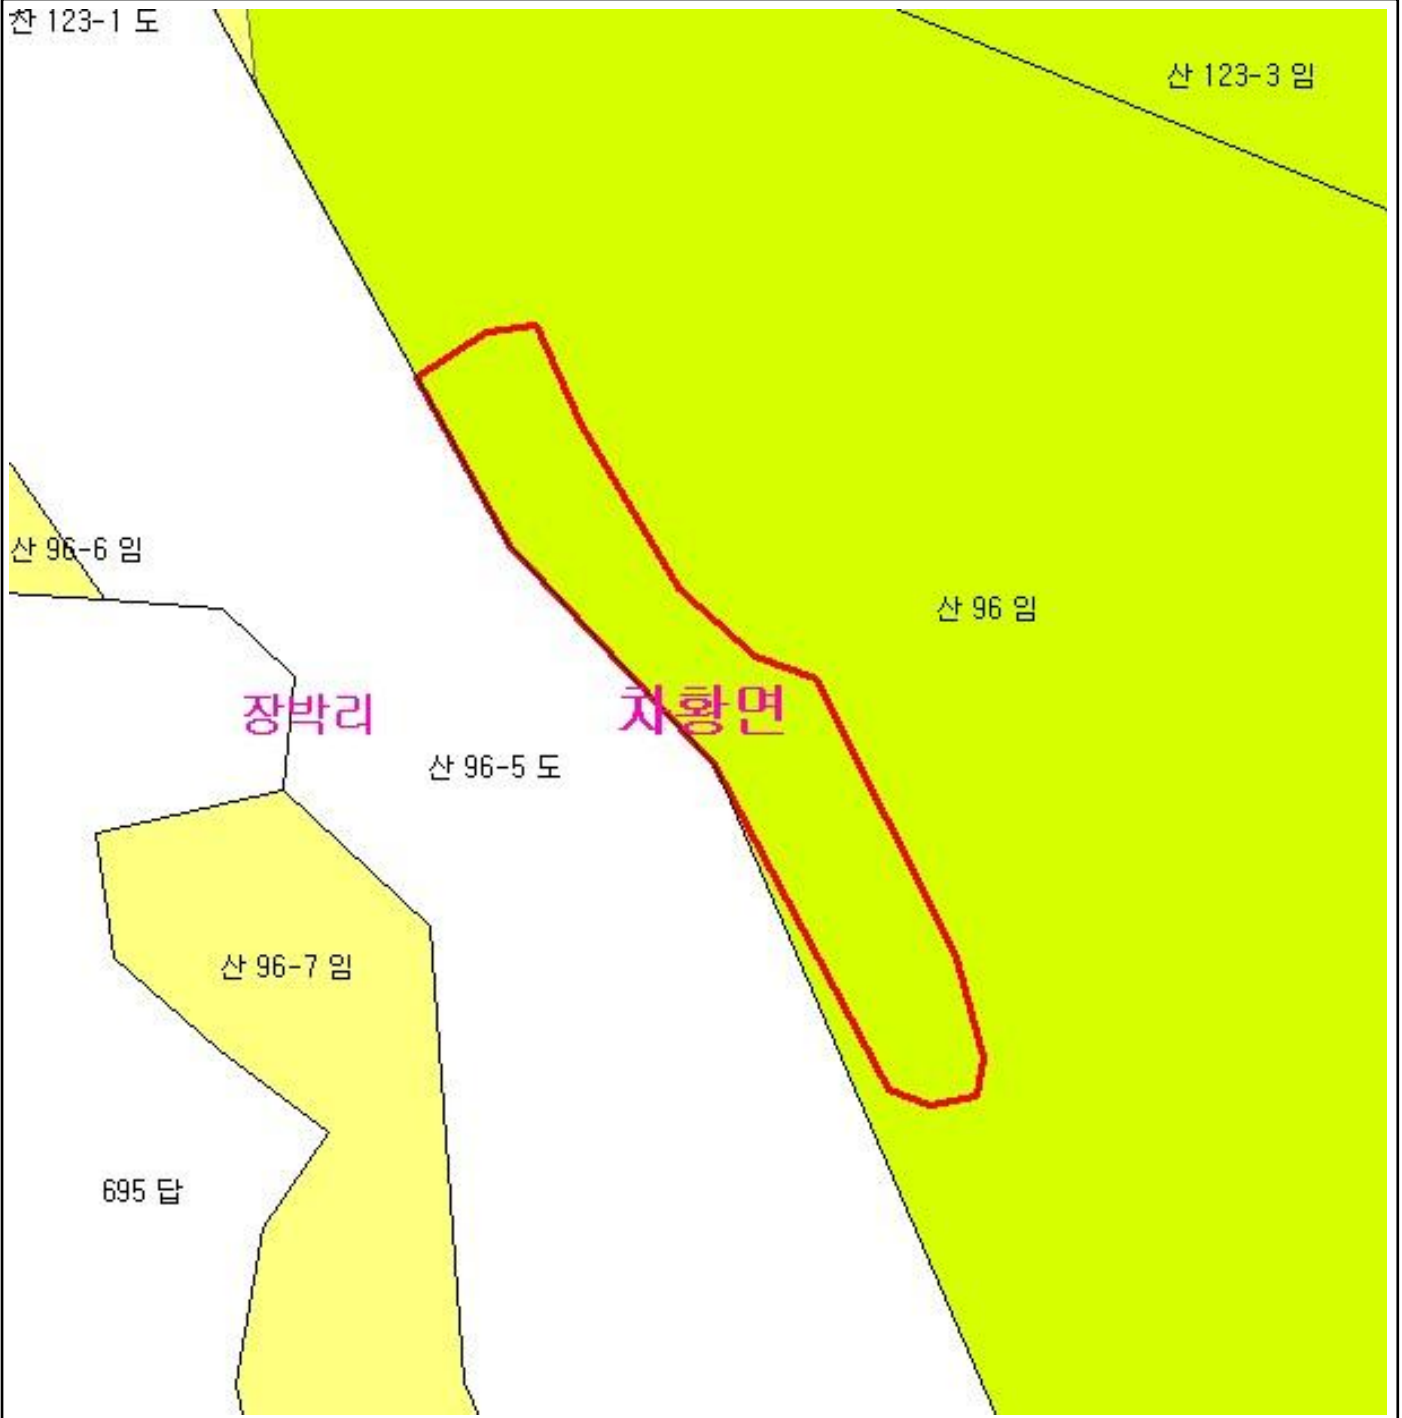 산 123-1 도
산 123-3 임
산 96-6 임
산 96 임
장박리
차황면
산 96-5 도
산 96-7 임
695 답